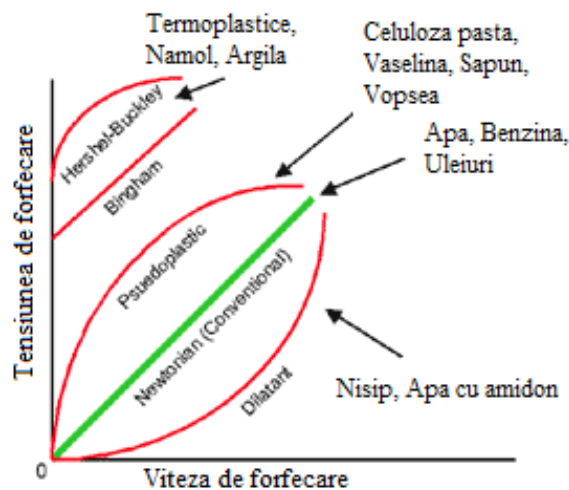 Termoplastice,
Namol, Argila
Celuloza pasta,
Vaselina, Sapun,
Vopsea
Apa, Benzina,
Uleiuri
Hershel-Buckley
Bingham
Psuedoplastic
Newtonian (Conventional)
Dilatant
Nisip, Apa cu amidon
Tensiunea de forfecare
0
Viteza de forfecare